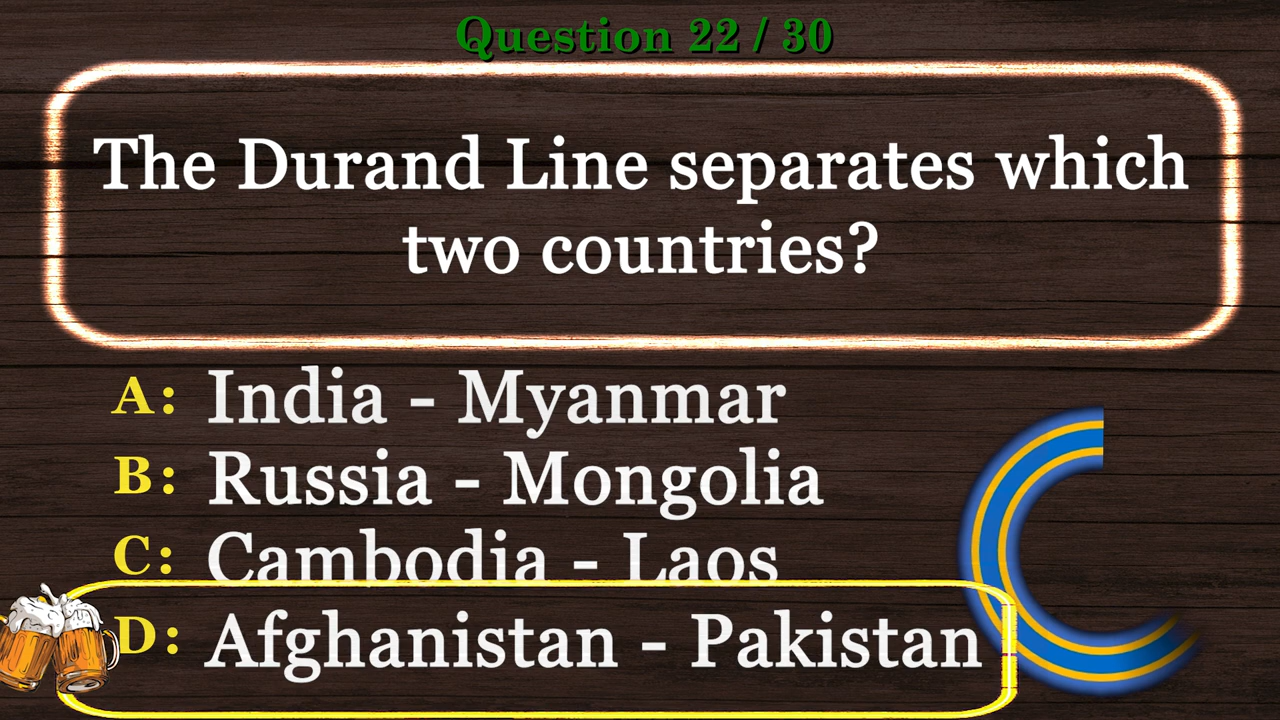 Question 22 / 30
The Durand Line separates which
two countries?
A: India - Myanmar
B: Russia - Mongolia
C: Cambodia - Laos
D: Afghanistan - Pakistan